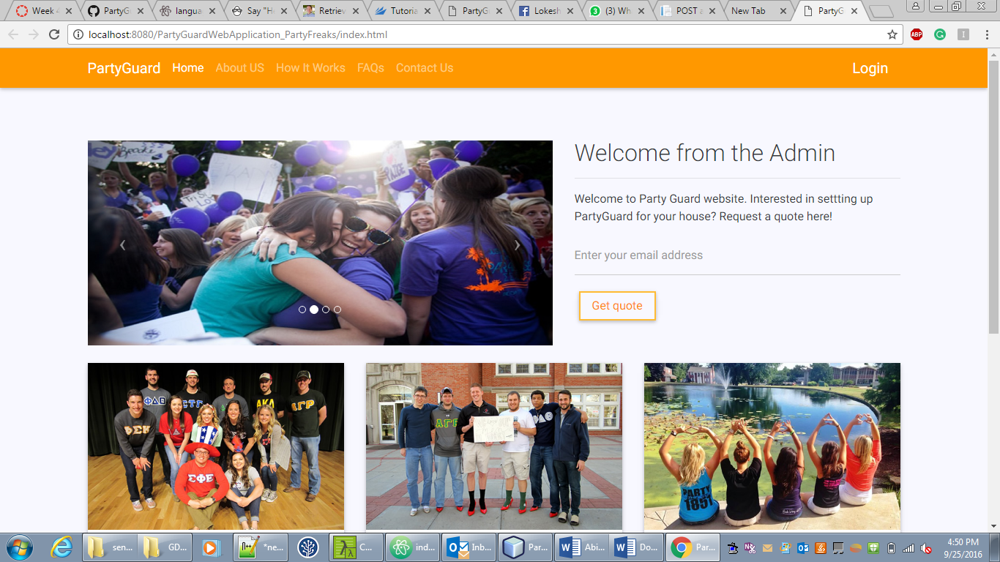 Week 4
PartyG
langua
Say "He
Retriev
Tutoria
PartyG
Lokesh
(3) Wh
POST a
New Tab
PartyG
localhost:8080/PartyGuardWebApplication_PartyFreaks/index.html
ABP
PartyGuard Home About US How It Works FAQs Contact Us Login
Welcome from the Admin
Welcome to Party Guard website. Interested in settting up
PartyGuard for your house? Request a quote here!
Enter your email address
Get quote
PAIGE
ΦΔΘ
ΣΤΓ
ΑΚΛ
ΑΓΡ
ΦΣΚ
ΣΦΕ
ΑΓΡ
PARTY
1851
sen...
GD...
*ne...
C...
ind...
Inb...
Par...
Abi...
Do...
Par...
4:50 PM
9/25/2016